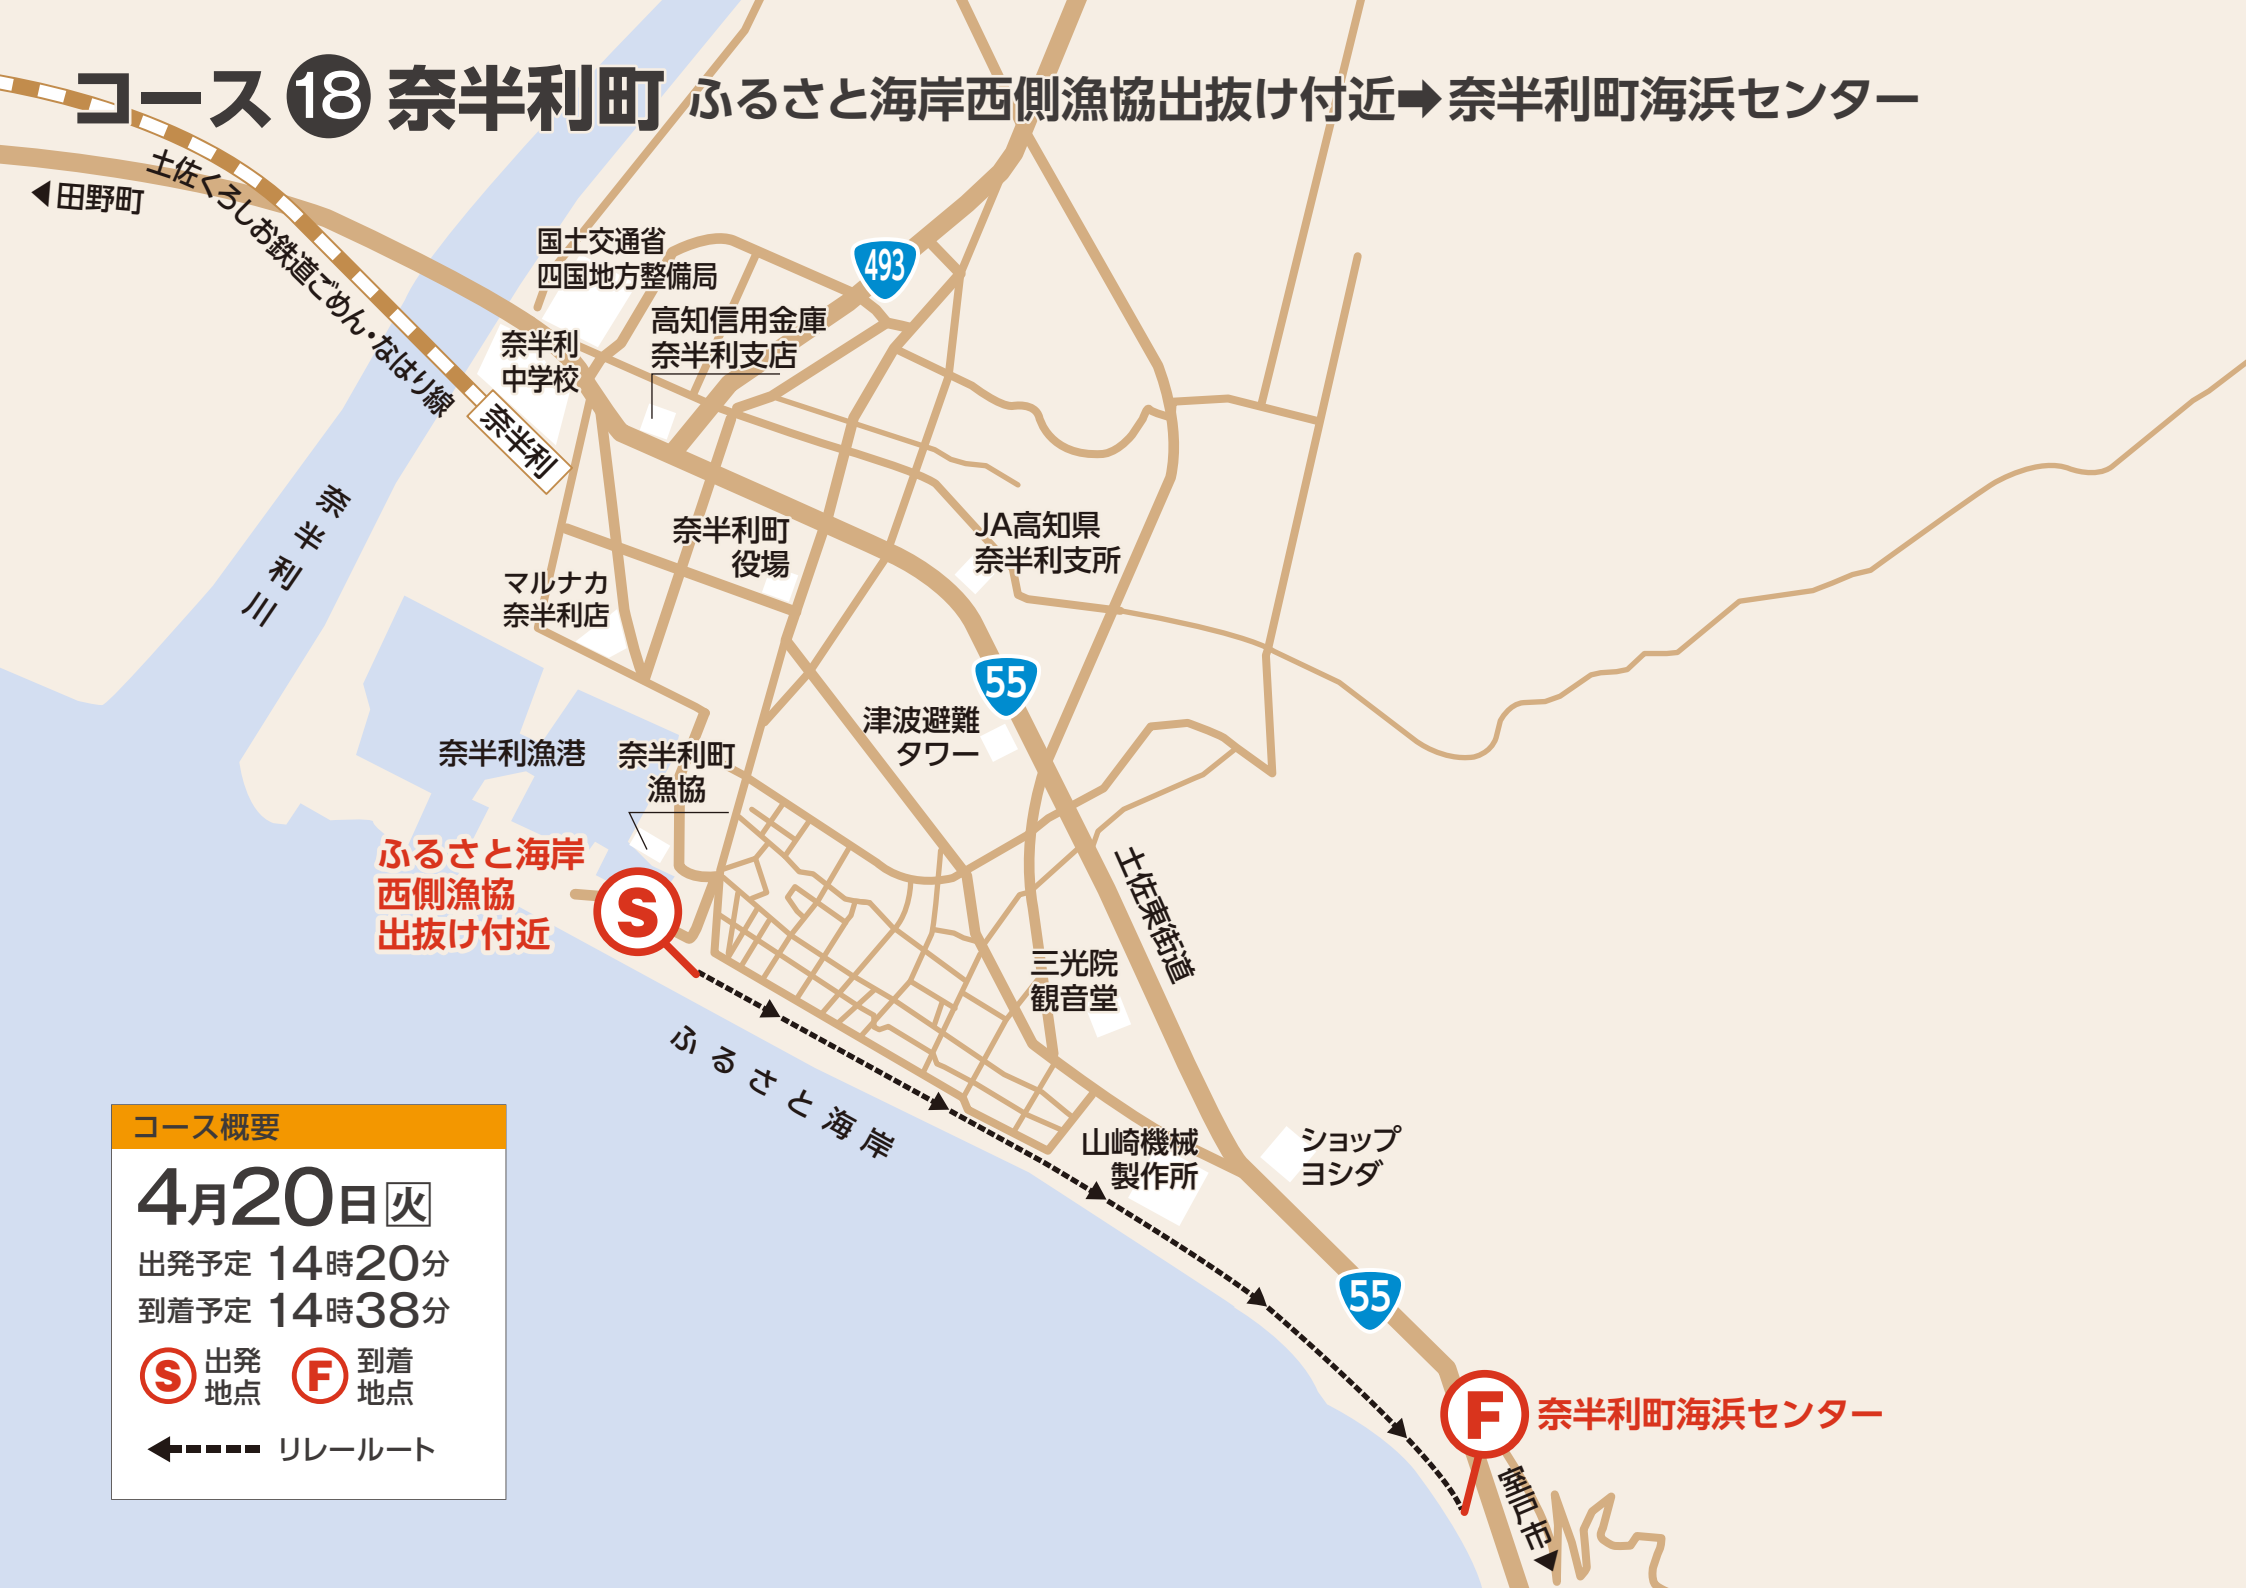 コース 18 奈半利町 ふるさと海岸西側漁協出抜け付近➡奈半利町海浜センター
◀田野町
土佐くろしお鉄道ごめん・なはり線
国土交通省
四国地方整備局
493
高知信用金庫
奈半利支店
奈半利
中学校
奈半利
奈半利川
奈半利町
役場
JA高知県
奈半利支所
マルナカ
奈半利店
55
津波避難
タワー
奈半利漁港
奈半利町
漁協
ふるさと海岸
西側漁協
出抜け付近
S
土佐東街道
三光院
観音堂
ふるさと海岸
山崎機械
製作所
ショップ
ヨシダ
55
F
奈半利町海浜センター
室戸市▶
コース概要
4月20日火
出発予定 14時20分
到着予定 14時38分
S 出発
地点
F 到着
地点
リレールート